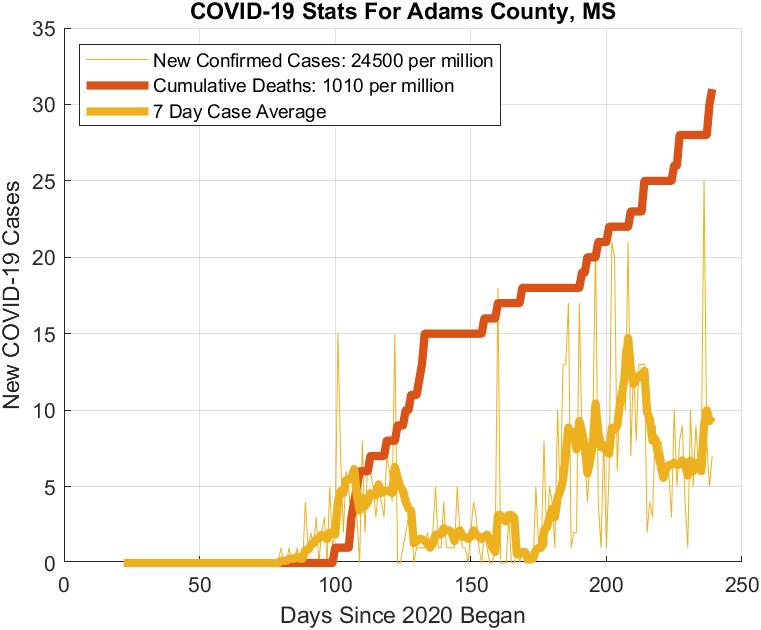 COVID-19 Stats For Adams County, MS
35
30
25
20
15
10
5
0
New COVID-19 Cases
New Confirmed Cases: 24500 per million
Cumulative Deaths: 1010 per million
7 Day Case Average
0 50 100 150 200 250
Days Since 2020 Began